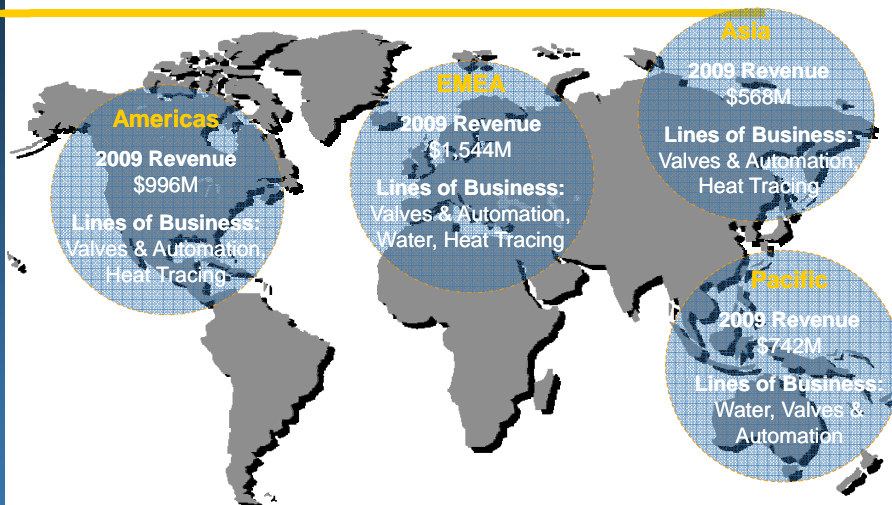 Americas
2009 Revenue
$996M
Lines of Business:
Valves & Automation,
Heat Tracing
EMEA
2009 Revenue
$1,544M
Lines of Business:
Valves & Automation,
Water, Heat Tracing
Asia
2009 Revenue
$568M
Lines of Business:
Valves & Automation,
Heat Tracing
Pacific
2009 Revenue
$742M
Lines of Business:
Water, Valves &
Automation